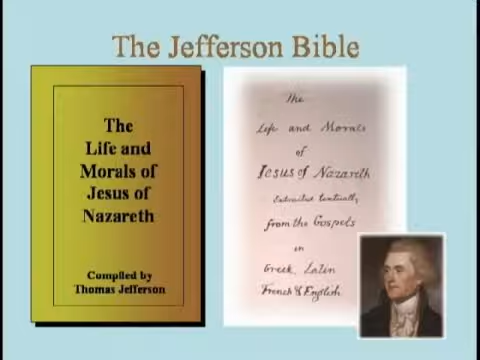 The Jefferson Bible
The
Life and
Morals of
Jesus of
Nazareth
Compiled by
Thomas Jefferson
The
Life and Morals
of
Jesus of Nazareth
Extracted textually
from the Gospels
in
Greek, Latin
French & English